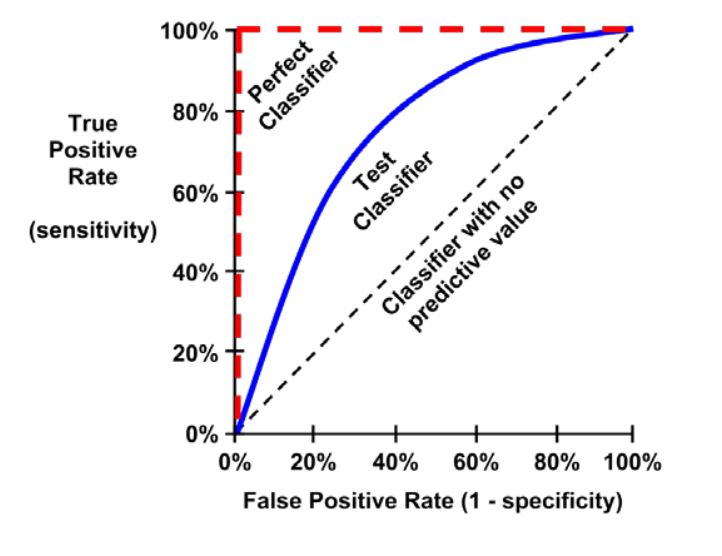 100%
80%
60%
40%
20%
0%
True
Positive
Rate
(sensitivity)
Perfect
Classifier
Test
Classifier
Classifier with no
predictive value
0%
20%
40%
60%
80%
100%
False Positive Rate (1 - specificity)